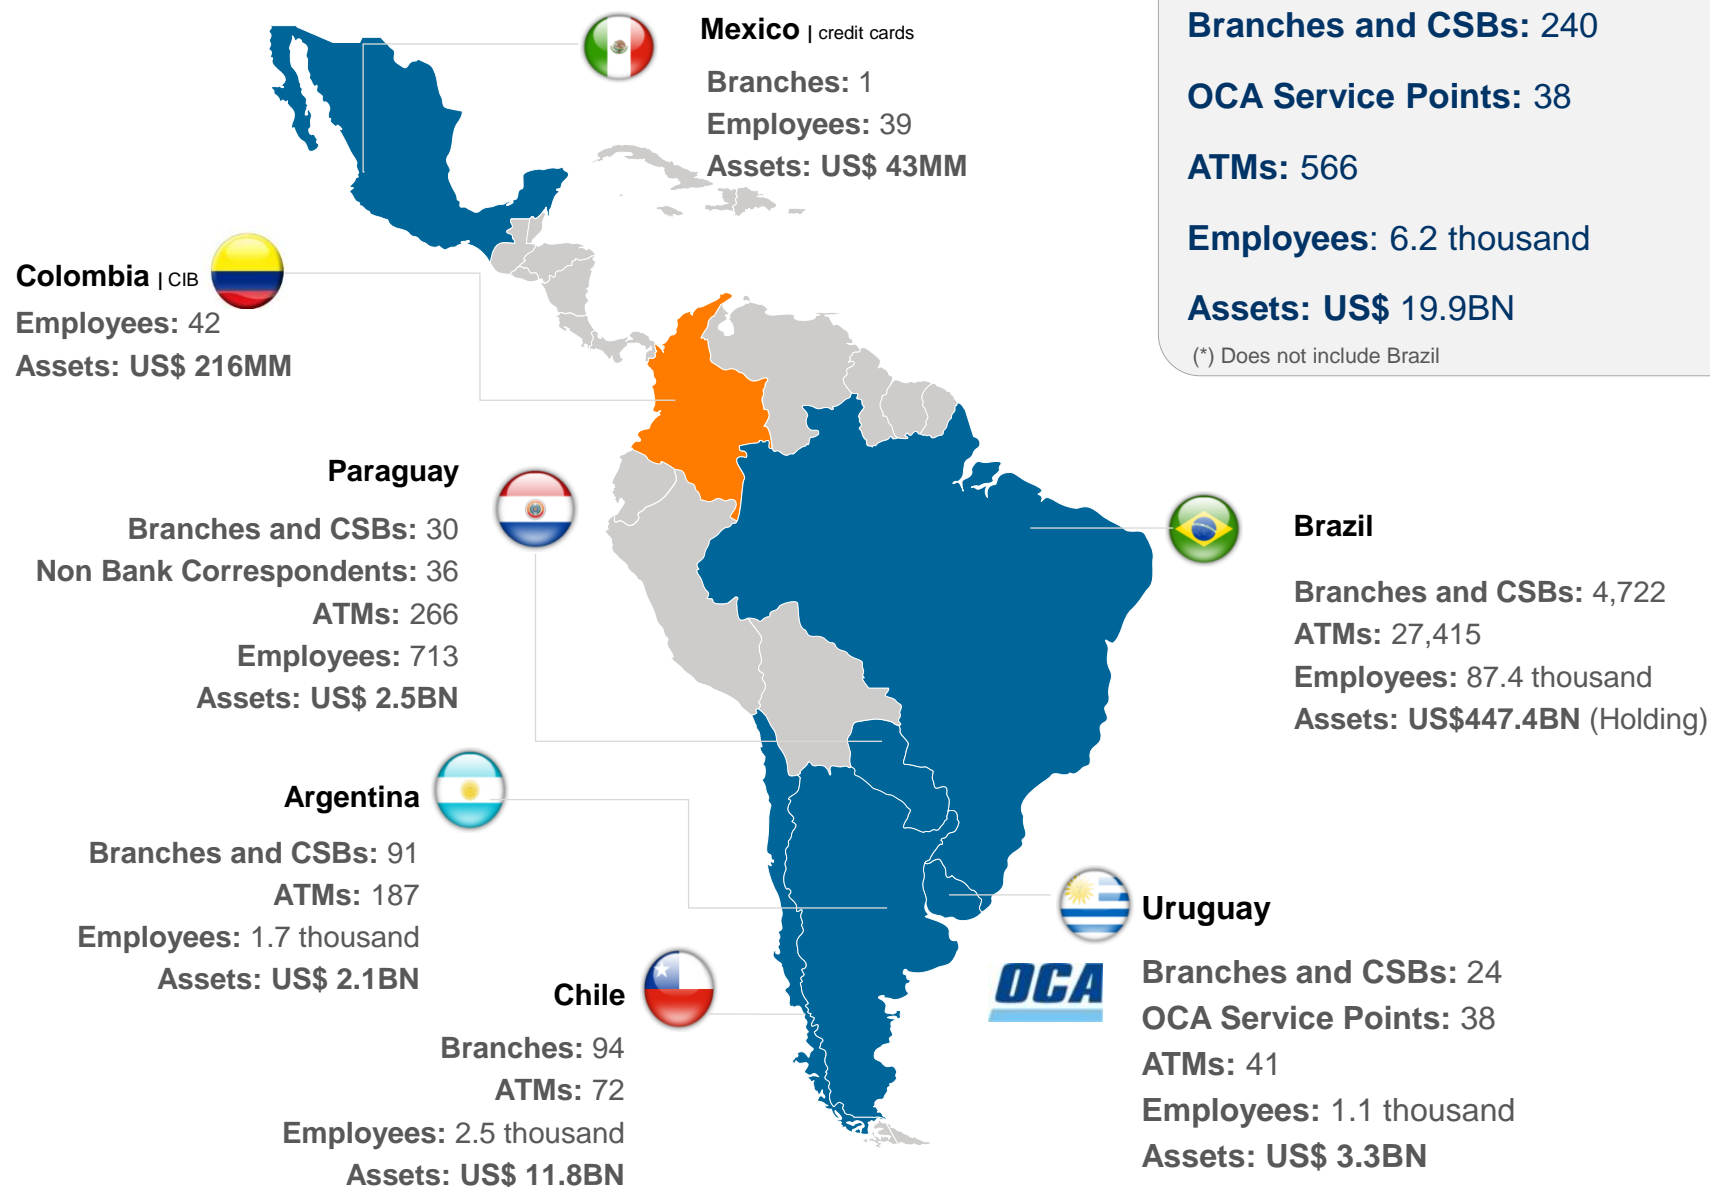 Mexico | credit cards
Branches: 1
Employees: 39
Assets: US$ 43MM
Branches and CSBs: 240
OCA Service Points: 38
ATMs: 566
Employees: 6.2 thousand
Assets: US$ 19.9BN
(*) Does not include Brazil
Colombia | CIB
Employees: 42
Assets: US$ 216MM
Paraguay
Branches and CSBs: 30
Non Bank Correspondents: 36
ATMs: 266
Employees: 713
Assets: US$ 2.5BN
Brazil
Branches and CSBs: 4,722
ATMs: 27,415
Employees: 87.4 thousand
Assets: US$447.4BN (Holding)
Argentina
Branches and CSBs: 91
ATMs: 187
Employees: 1.7 thousand
Assets: US$ 2.1BN
Chile
Branches: 94
ATMs: 72
Employees: 2.5 thousand
Assets: US$ 11.8BN
Uruguay
OCA
Branches and CSBs: 24
OCA Service Points: 38
ATMs: 41
Employees: 1.1 thousand
Assets: US$ 3.3BN